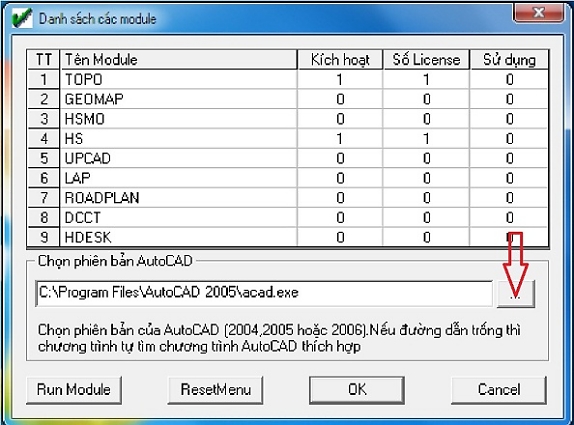 Danh sách các module
TT Tên Module Kích hoạt Số License Sử dụng
1 TOPO 1 1 0
2 GEOMAP 0 0 0
3 HSMO 0 0 0
4 HS 1 1 0
5 UPCAD 0 0 0
6 LAP 0 0 0
7 ROADPLAN 0 0 0
8 DCCT 0 0 0
9 HDESK 0 0 0
Chọn phiên bản AutoCAD
C:\Program Files\AutoCAD 2005\acad.exe ...
Chọn phiên bản của AutoCAD (2004,2005 hoặc 2006).Nếu đường dẫn trống thì
chương trình tự tìm chương trình AutoCAD thích hợp
Run Module ResetMenu OK Cancel